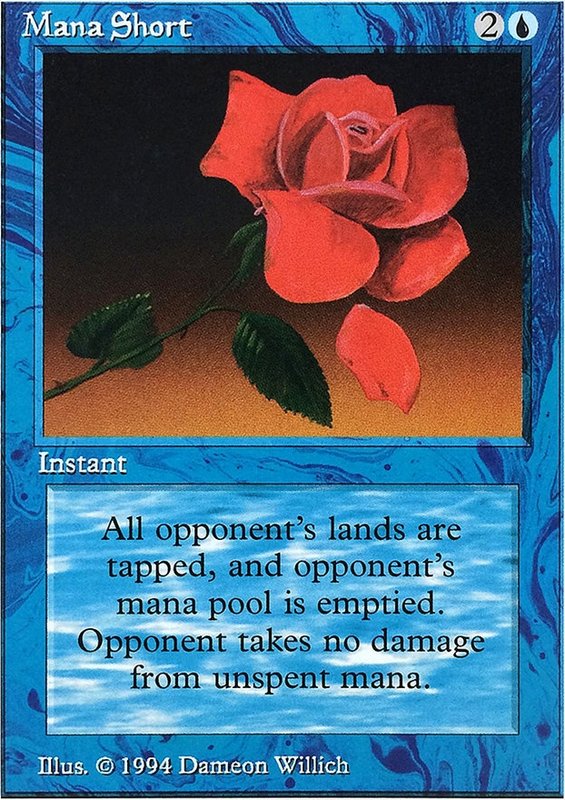 Mana Short 2
Instant
All opponent's lands are
tapped, and opponent's
mana pool is emptied.
Opponent takes no damage
from unspent mana.
Illus. © 1994 Dameon Willich